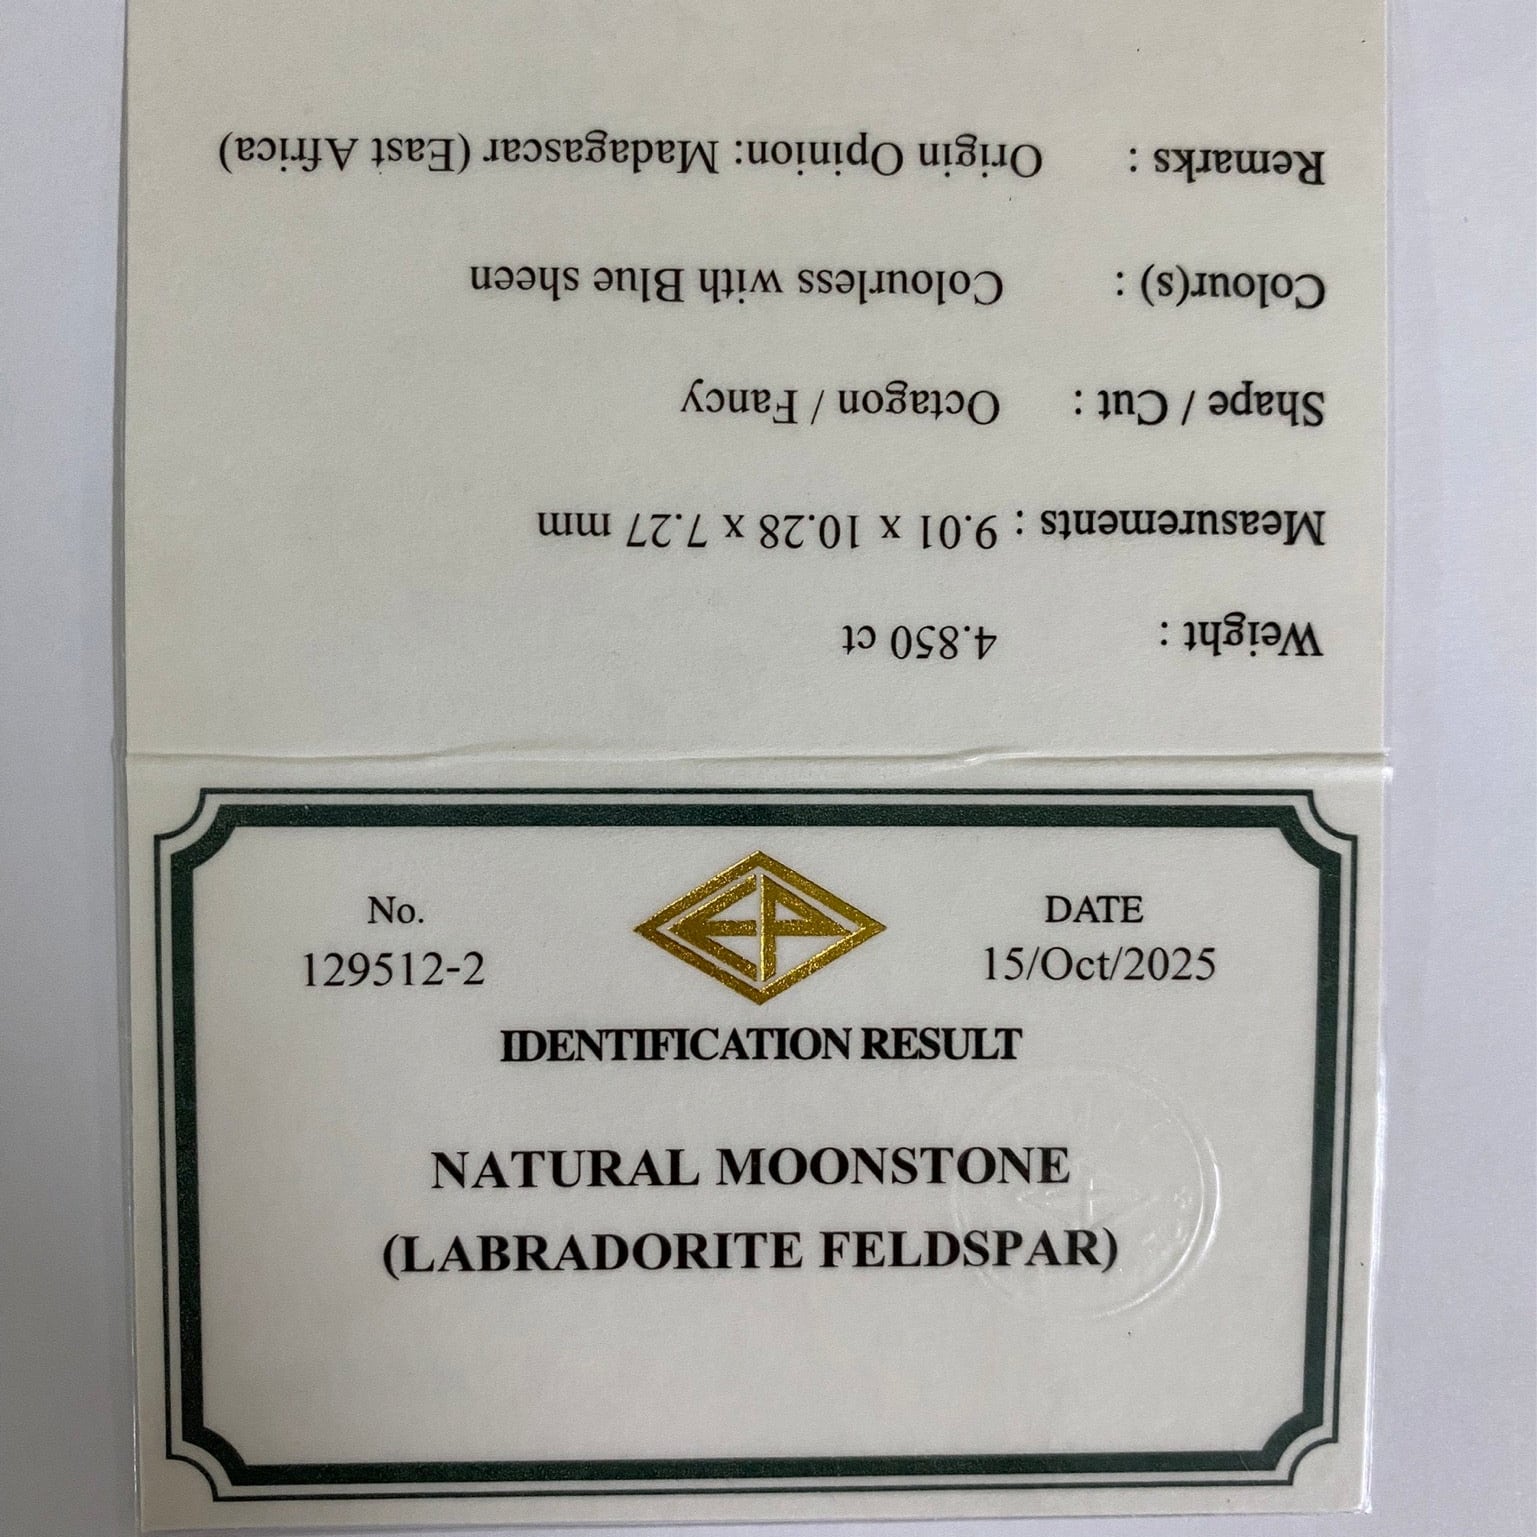 No.
129512-2
DATE
15/Oct/2025
IDENTIFICATION RESULT
NATURAL MOONSTONE
(LABRADORITE FELDSPAR)
Weight : 4.850 ct
Measurements : 9.01 x 10.28 x 7.27 mm
Shape / Cut : Octagon / Fancy
Colour(s) : Colourless with Blue sheen
Remarks : Origin Opinion: Madagascar (East Africa)